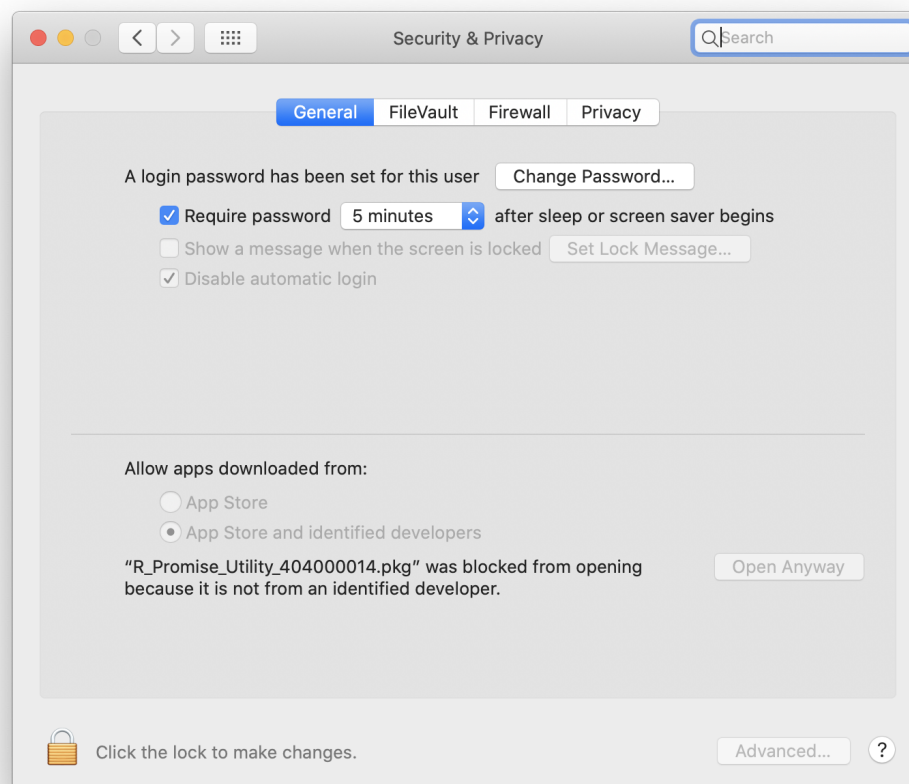 Security & Privacy
Search
General FileVault Firewall Privacy
A login password has been set for this user Change Password...
Require password 5 minutes after sleep or screen saver begins
Show a message when the screen is locked Set Lock Message...
Disable automatic login
Allow apps downloaded from:
App Store
App Store and identified developers
“R_Promise_Utility_404000014.pkg” was blocked from opening Open Anyway
because it is not from an identified developer.
Click the lock to make changes. Advanced... ?